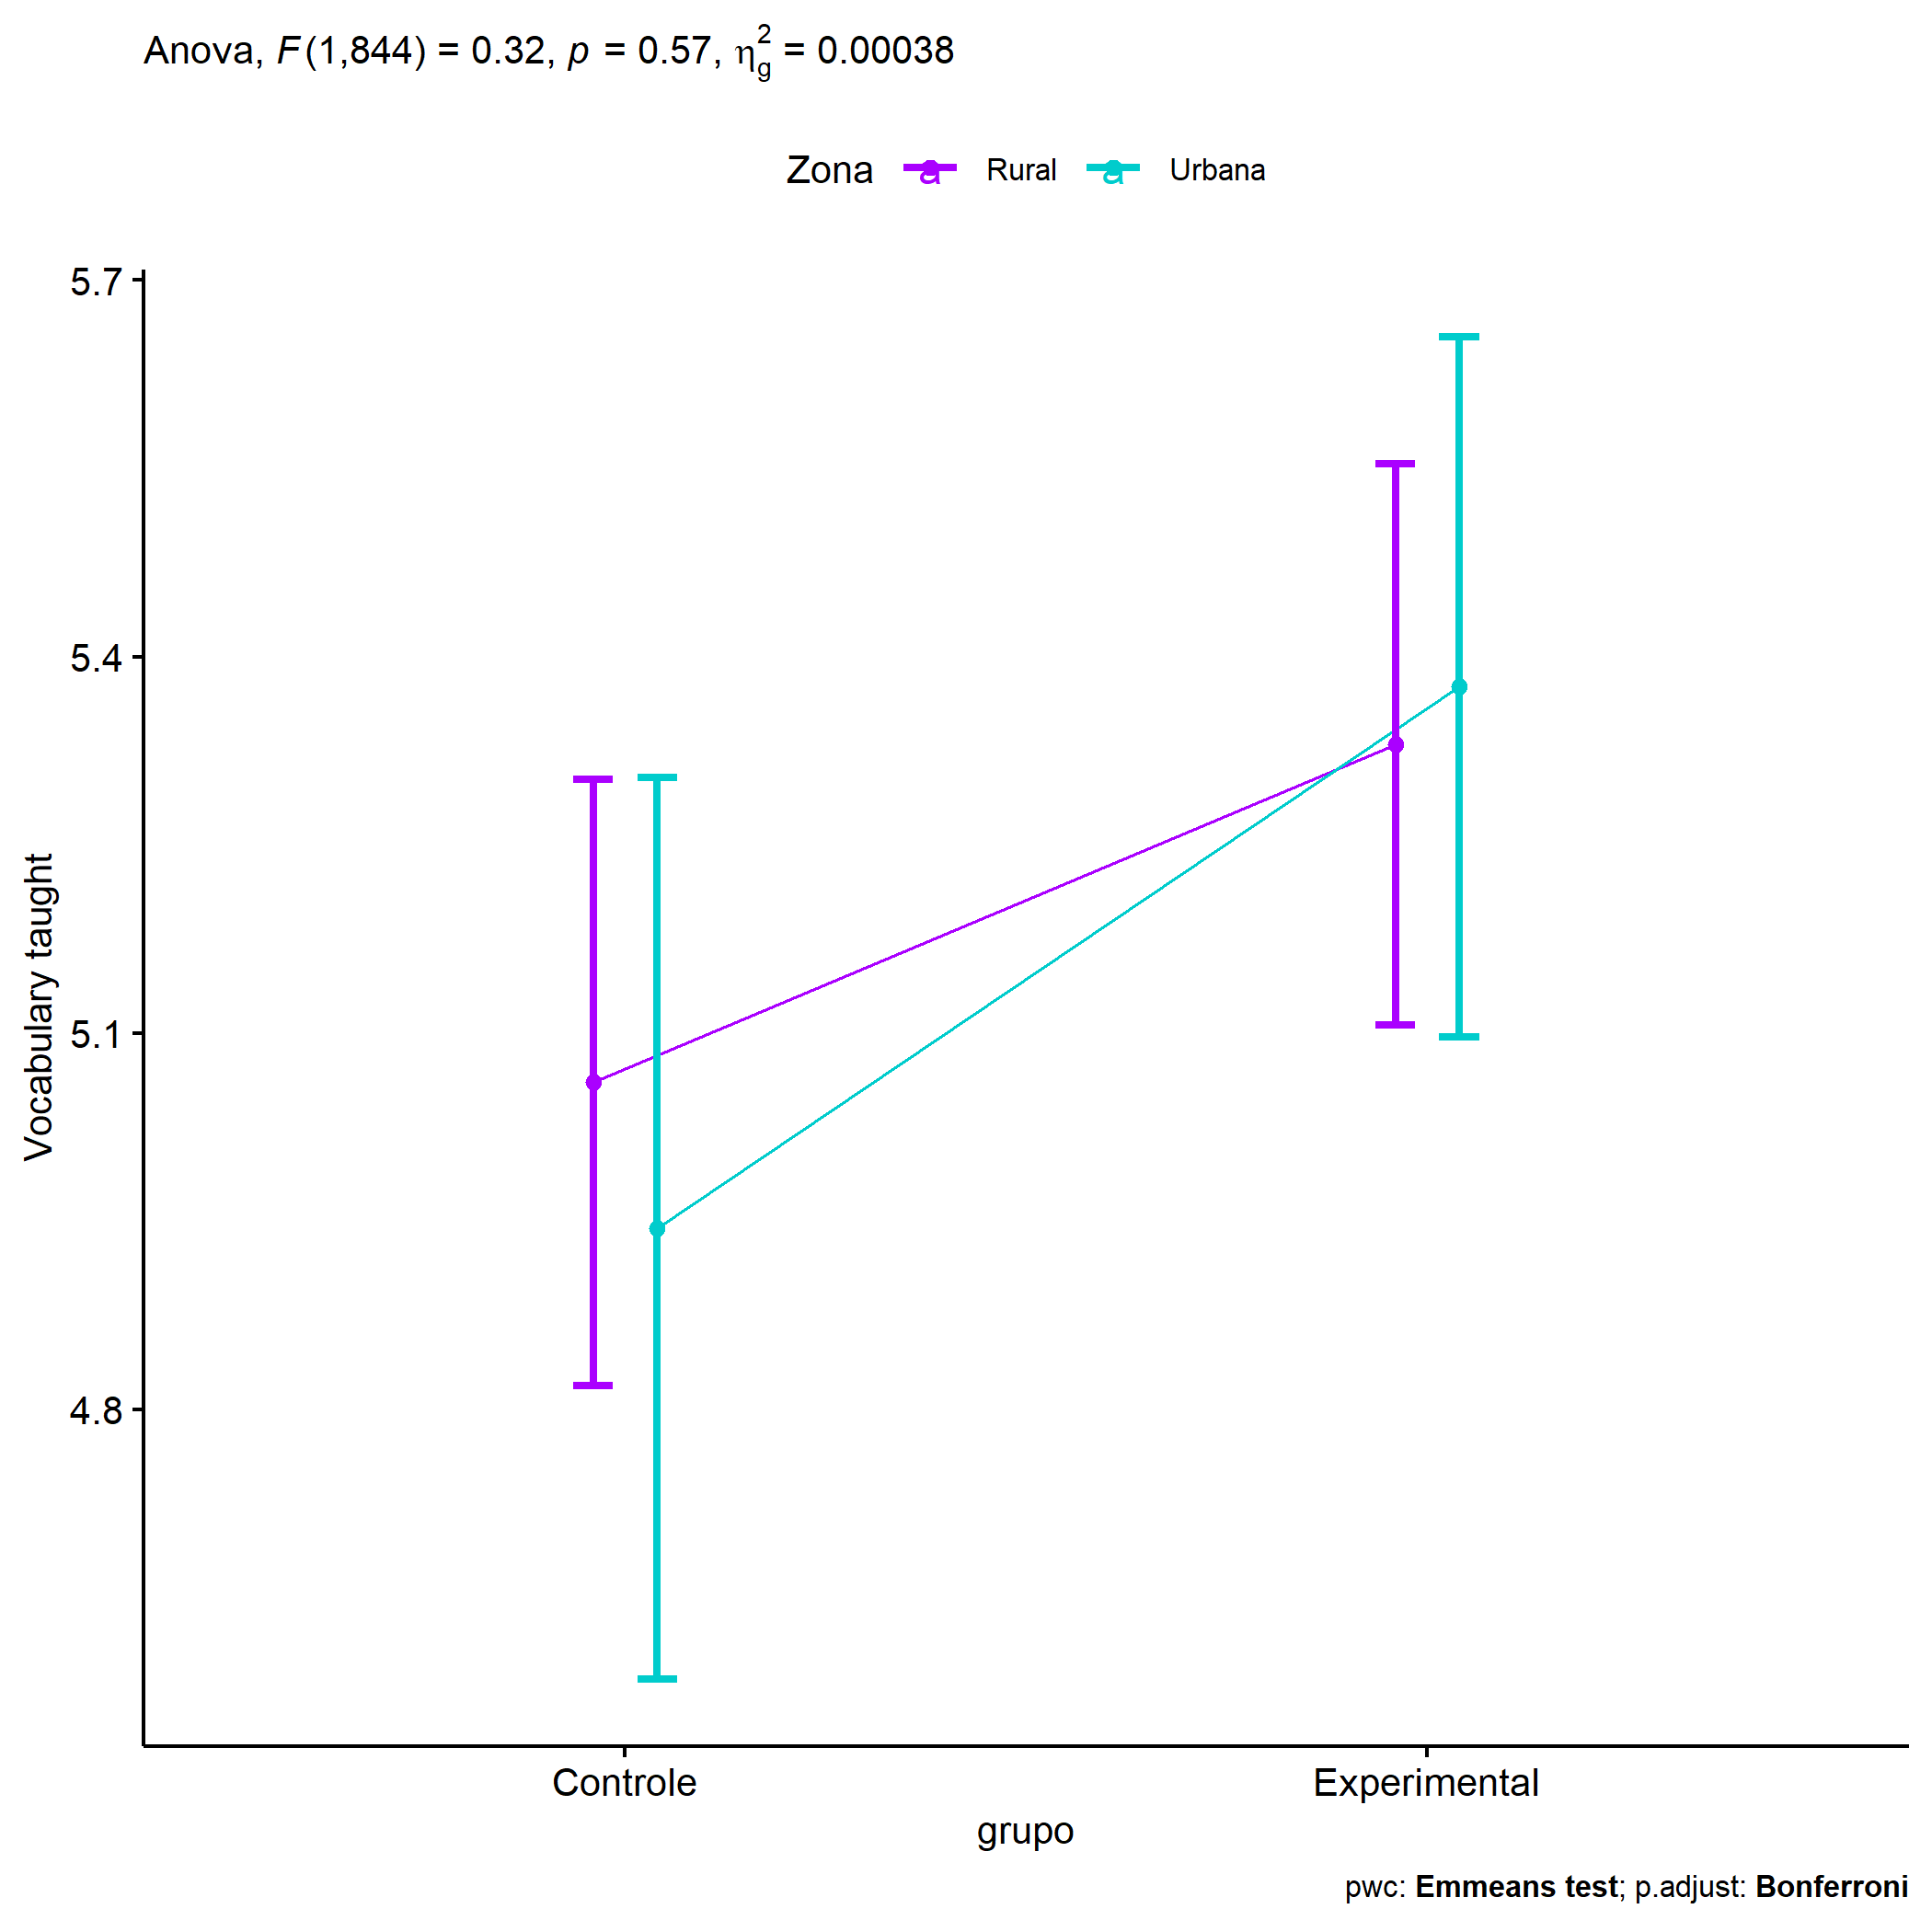 Anova, F(1,844) = 0.32, p = 0.57, η²g = 0.00038
Zona a Rural a Urbana
5.7
5.4
5.1
4.8
Vocabulary taught
Controle Experimental
grupo
pwc: Emmeans test; p.adjust: Bonferroni